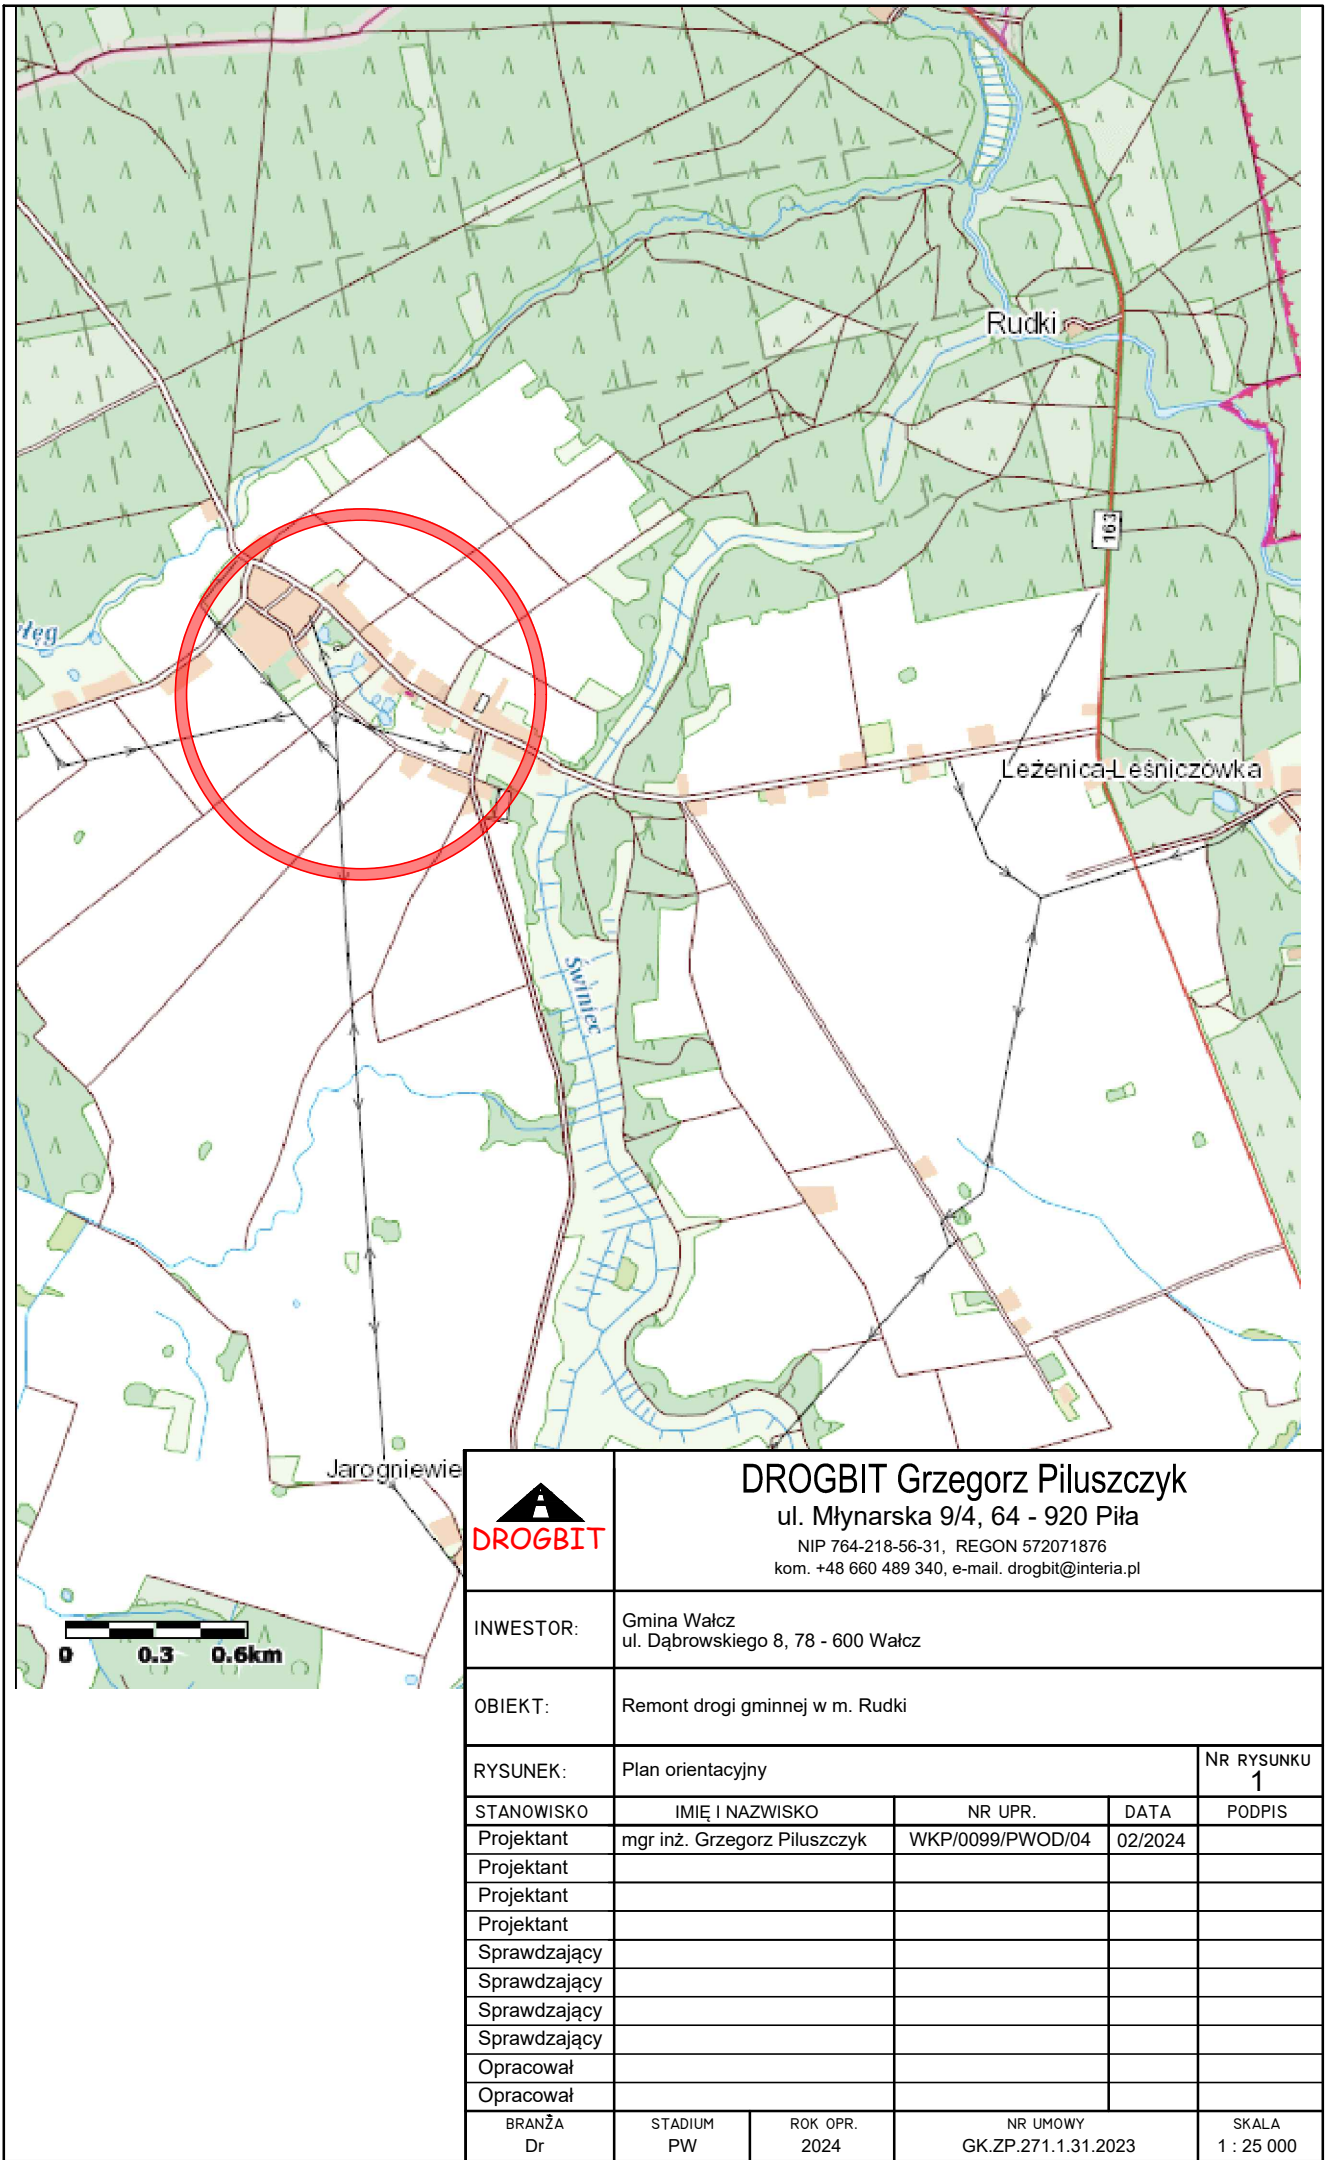 Rudki
163
Leżenica-Leśniczówka
Świniec
Jarogniewie
0 0.3 0.6km
DROGBIT
DROGBIT Grzegorz Piluszczyk
ul. Młynarska 9/4, 64 - 920 Piła
NIP 764-218-56-31, REGON 572071876
kom. +48 660 489 340, e-mail. drogbit@interia.pl
INWESTOR:
Gmina Wałcz
ul. Dąbrowskiego 8, 78 - 600 Wałcz
OBIEKT:
Remont drogi gminnej w m. Rudki
RYSUNEK:
Plan orientacyjny
NR RYSUNKU
1
STANOWISKO IMIĘ I NAZWISKO NR UPR. DATA PODPIS
Projektant mgr inż. Grzegorz Piluszczyk WKP/0099/PWOD/04 02/2024
Projektant
Projektant
Projektant
Sprawdzający
Sprawdzający
Sprawdzający
Sprawdzający
Opracował
Opracował
BRANŻA STADIUM ROK OPR. NR UMOWY SKALA
Dr PW 2024 GK.ZP.271.1.31.2023 1 : 25 000